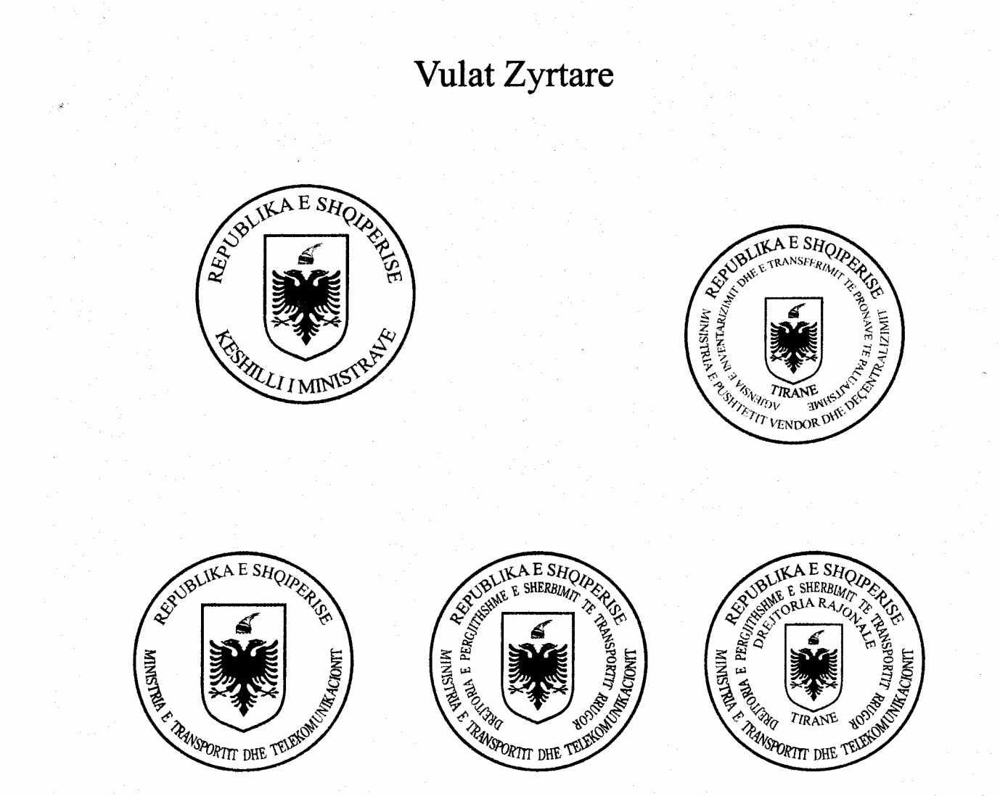 Vulat Zyrtare
REPUBLIKA E SHQIPERISE
KESHILLI I MINISTRAVE
REPUBLIKA E SHQIPERISE
MINISTRIA E PUSHTETIT VENDOR DHE DEÇENTRALIZIMIT
AGJENSIA E INVENTARIZIMIT DHE E TRANSFERIMIT TE PRONAVE TE PALUAJTSHME
TIRANE
REPUBLIKA E SHQIPERISE
MINISTRIA E TRANSPORTIT DHE TELEKOMUNIKACIONIT
REPUBLIKA E SHQIPERISE
MINISTRIA E TRANSPORTIT DHE TELEKOMUNIKACIONIT
DREJTORIA E PERGJITHSHME E SHERBIMIT TE TRANSPORTIT RRUGOR
REPUBLIKA E SHQIPERISE
MINISTRIA E TRANSPORTIT DHE TELEKOMUNIKACIONIT
DREJTORIA E PERGJITHSHME E SHERBIMIT TE TRANSPORTIT RRUGOR
DREJTORIA RAJONALE
TIRANE